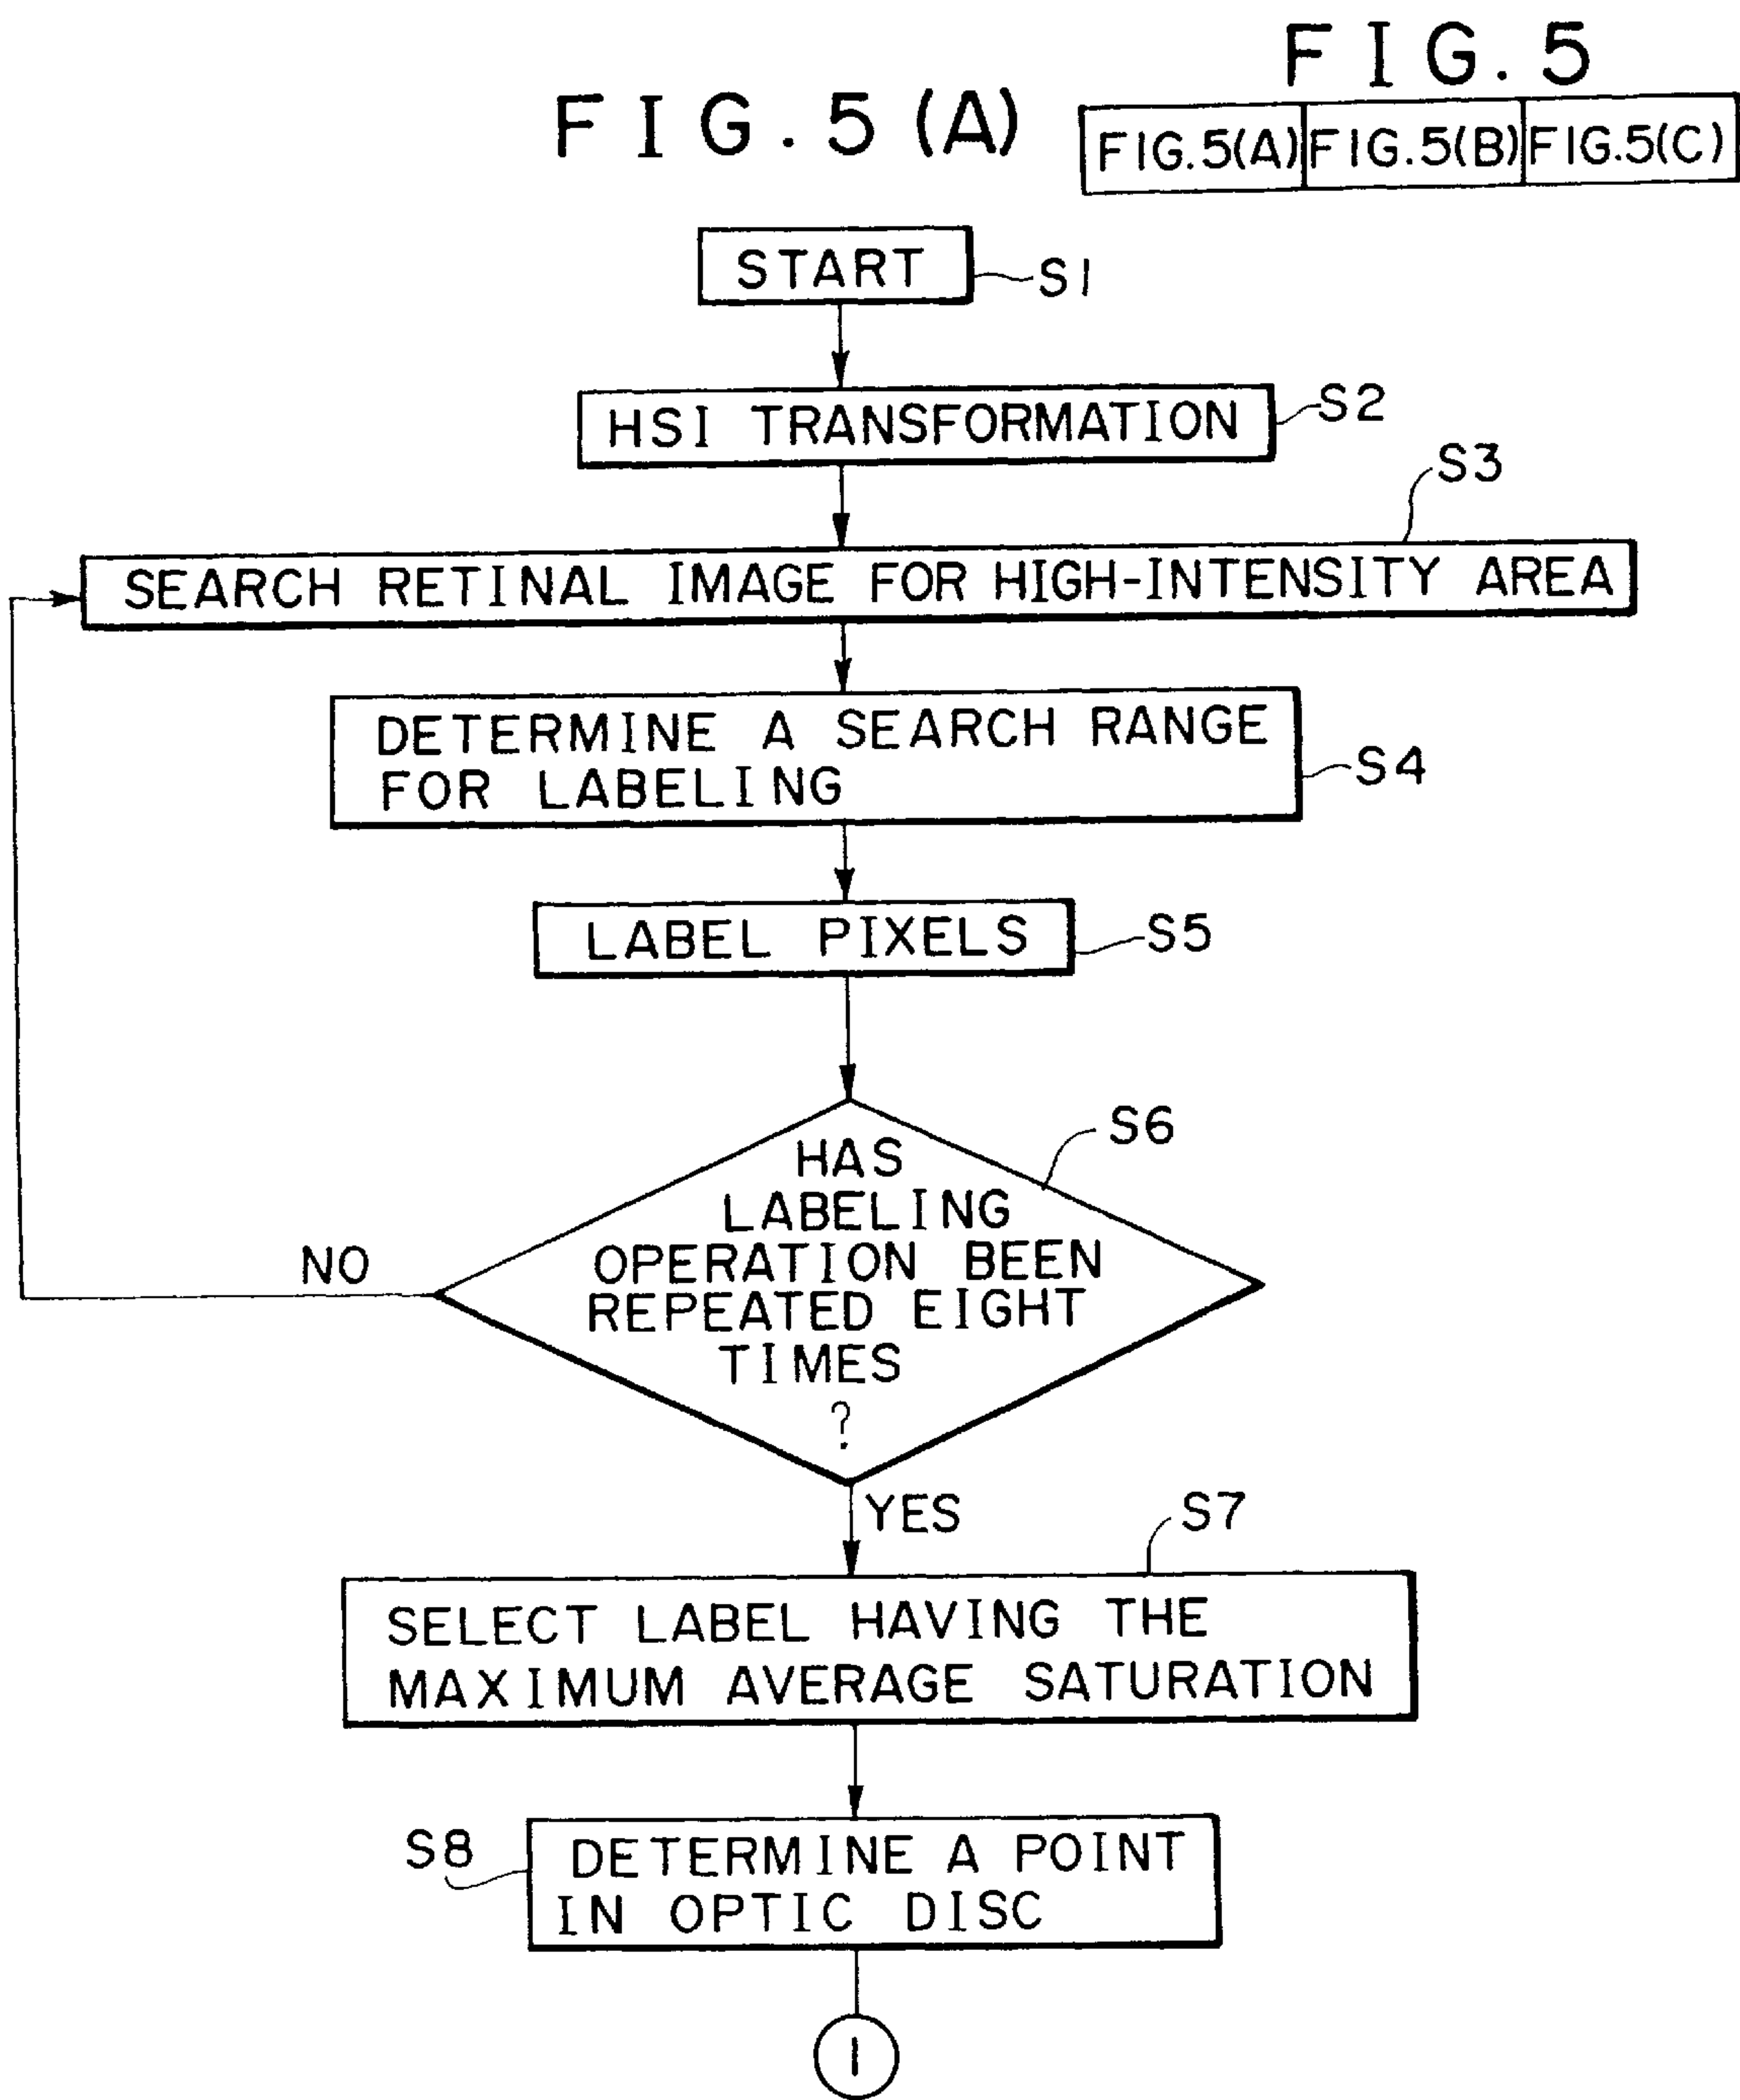 FIG. 5
FIG. 5 (A)
FIG.5(A) FIG.5(B) FIG.5(C)
START
S1
HSI TRANSFORMATION
S2
S3
SEARCH RETINAL IMAGE FOR HIGH-INTENSITY AREA
DETERMINE A SEARCH RANGE
FOR LABELING
S4
LABEL PIXELS
S5
S6
HAS
LABELING
OPERATION BEEN
REPEATED EIGHT
TIMES
?
NO
YES
S7
SELECT LABEL HAVING THE
MAXIMUM AVERAGE SATURATION
S8
DETERMINE A POINT
IN OPTIC DISC
1